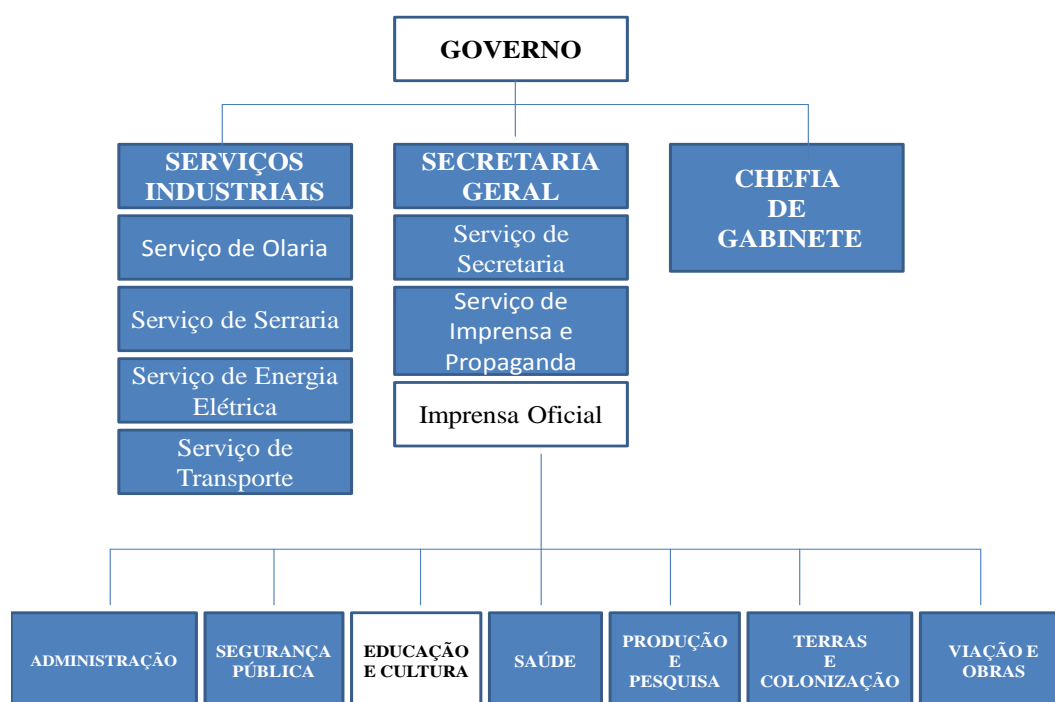 GOVERNO
SERVIÇOS
INDUSTRIAIS
Serviço de Olaria
Serviço de Serraria
Serviço de Energia
Elétrica
Serviço de
Transporte
SECRETARIA
GERAL
Serviço de
Secretaria
Serviço de
Imprensa e
Propaganda
Imprensa Oficial
CHEFIA
DE
GABINETE
ADMINISTRAÇÃO
SEGURANÇA
PÚBLICA
EDUCAÇÃO
E CULTURA
SAÚDE
PRODUÇÃO
E
PESQUISA
TERRAS
E
COLONIZAÇÃO
VIAÇÃO E
OBRAS